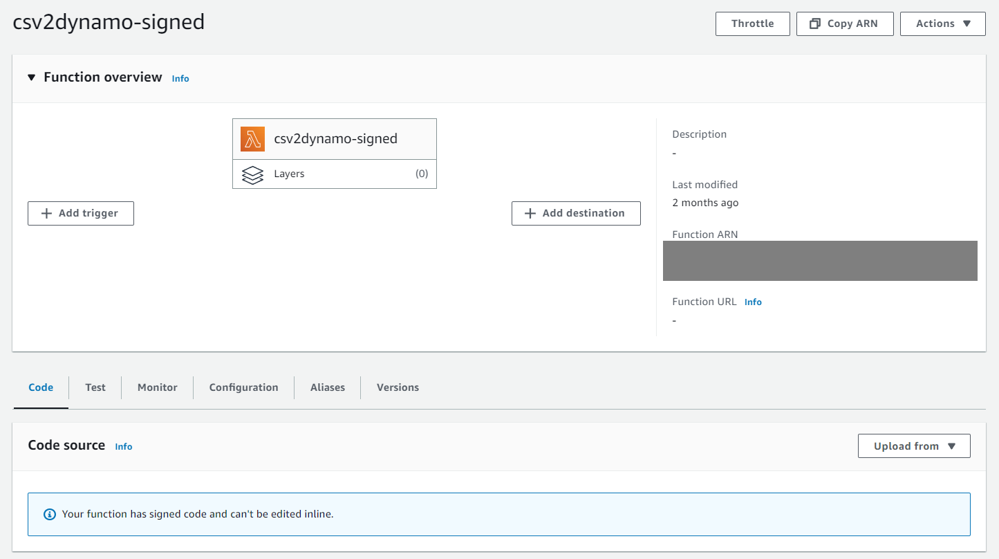 csv2dynamo-signed
Throttle
Copy ARN
Actions
Function overview Info
csv2dynamo-signed
Layers (0)
Add trigger
Add destination
Description
-
Last modified
2 months ago
Function ARN
Function URL Info
-
Code
Test
Monitor
Configuration
Aliases
Versions
Code source Info
Upload from
Your function has signed code and can't be edited inline.